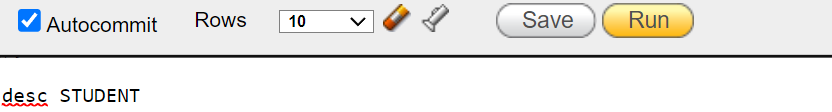 Autocommit Rows 10 Save Run
desc STUDENT